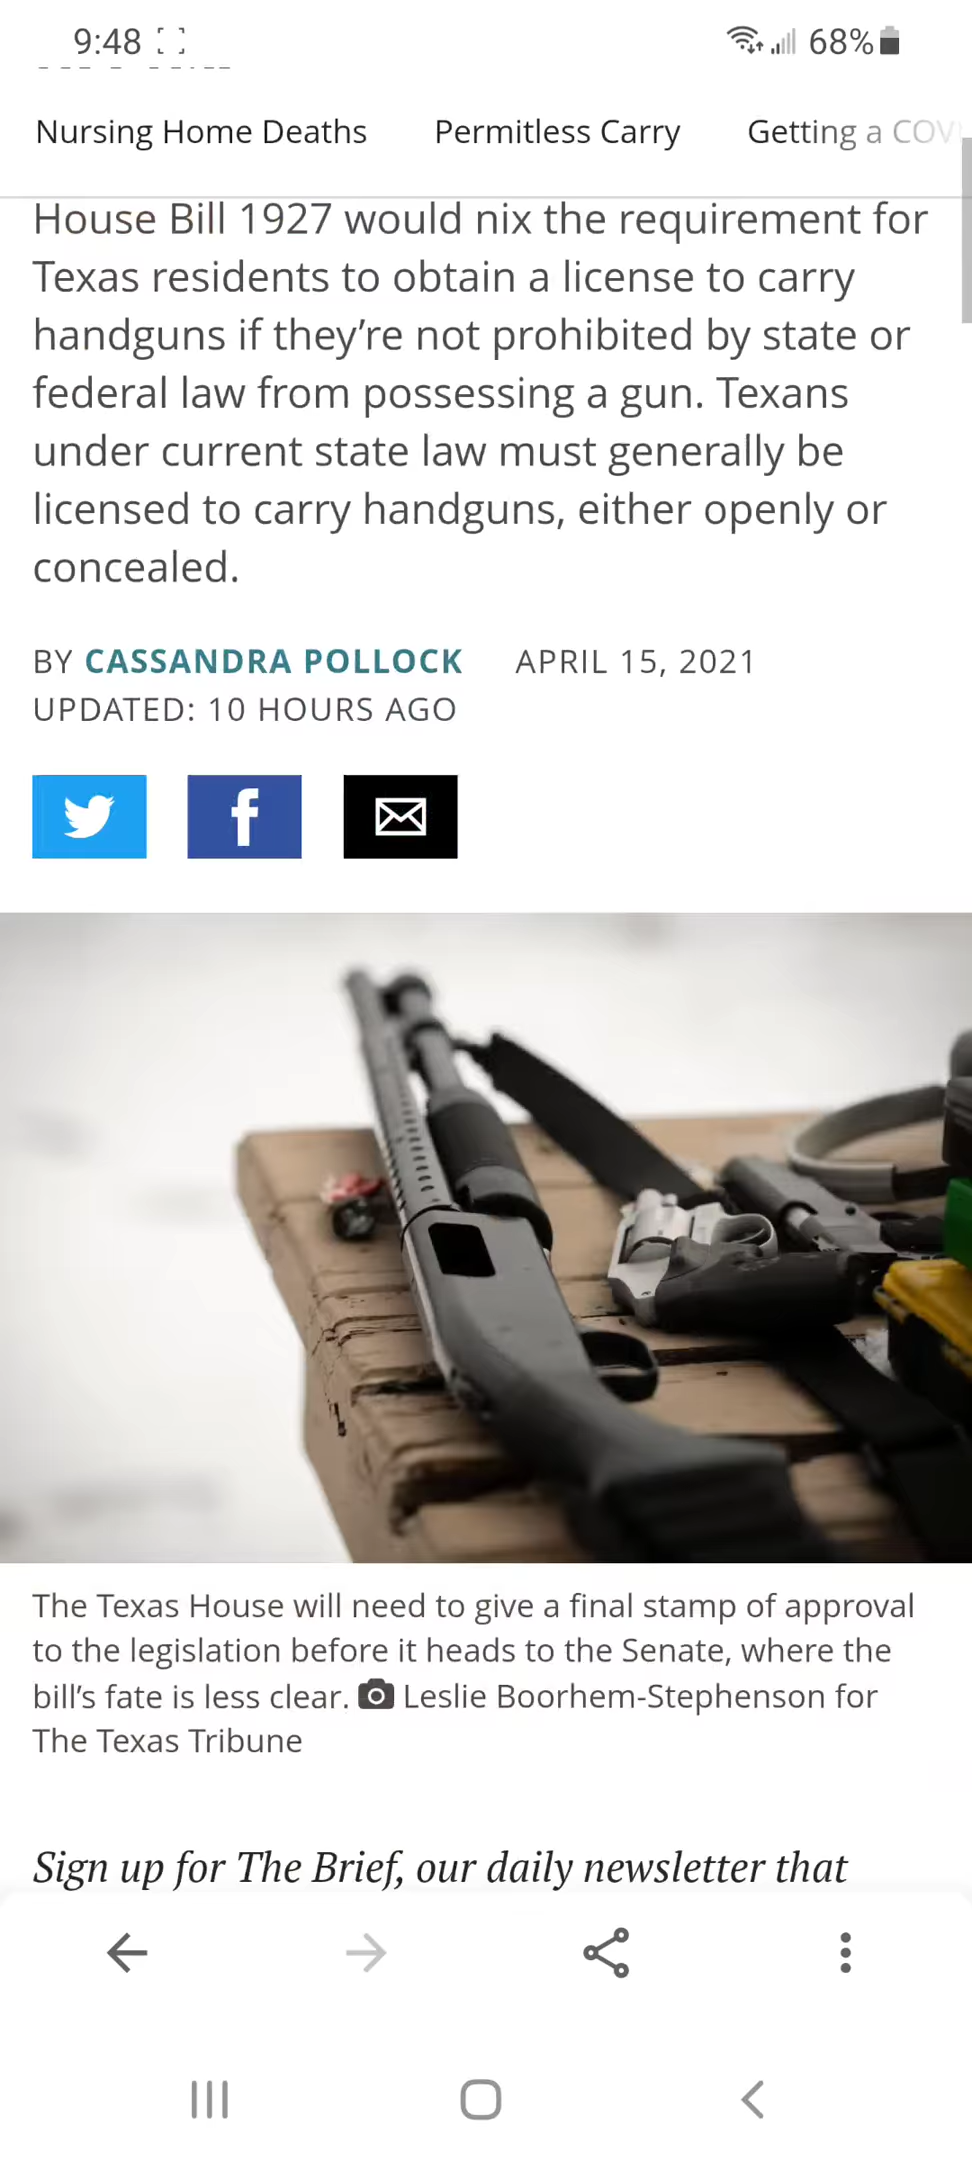 9:48
68%
Nursing Home Deaths Permitless Carry Getting a COV
House Bill 1927 would nix the requirement for
Texas residents to obtain a license to carry
handguns if they’re not prohibited by state or
federal law from possessing a gun. Texans
under current state law must generally be
licensed to carry handguns, either openly or
concealed.
BY CASSANDRA POLLOCK APRIL 15, 2021
UPDATED: 10 HOURS AGO
The Texas House will need to give a final stamp of approval
to the legislation before it heads to the Senate, where the
bill’s fate is less clear. Leslie Boorhem-Stephenson for
The Texas Tribune
Sign up for The Brief, our daily newsletter that